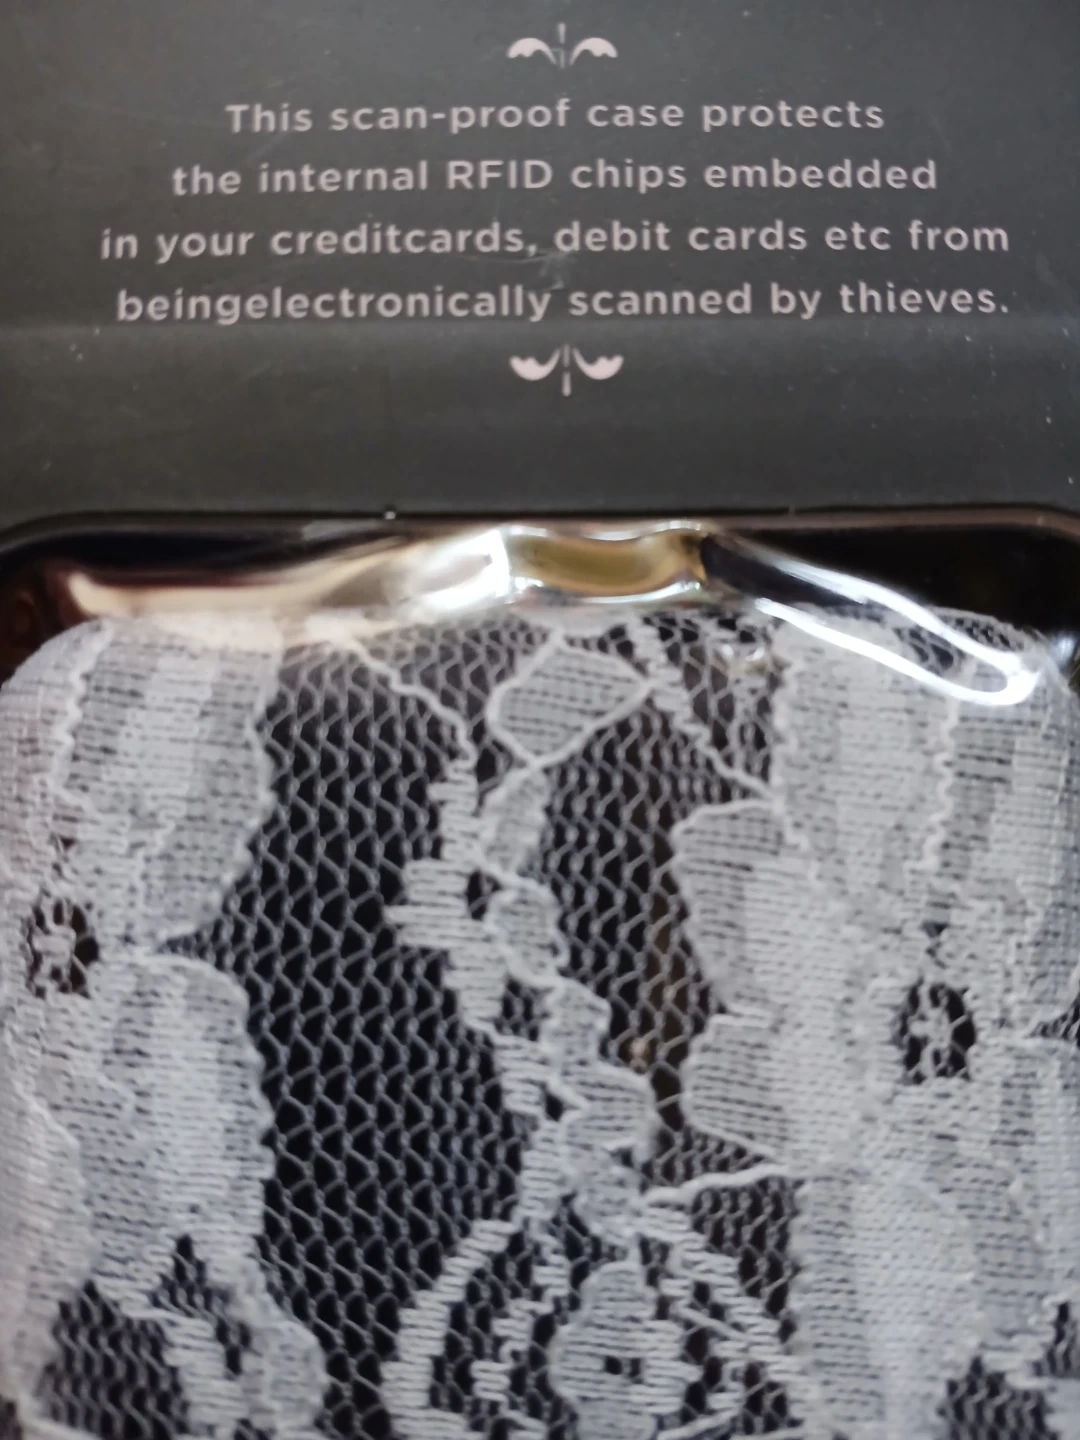 This scan-proof case protects
the internal RFID chips embedded
in your creditcards, debit cards etc from
beingelectronically scanned by thieves.